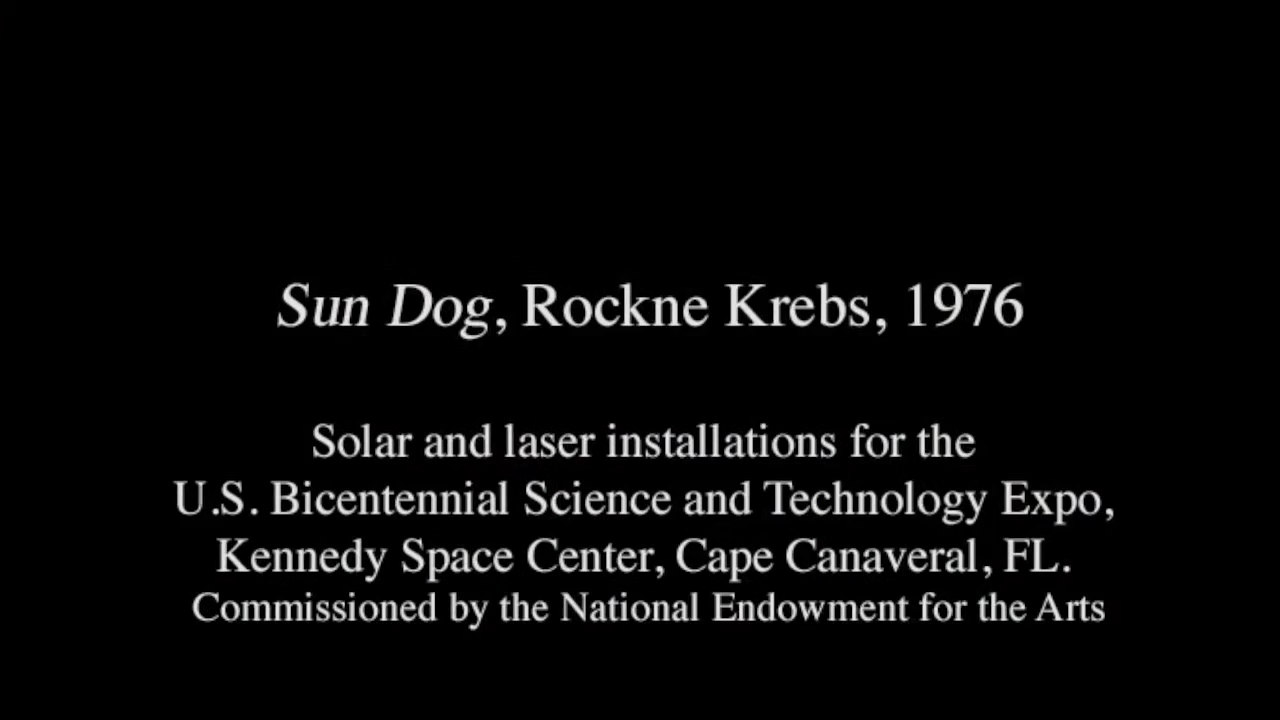 Sun Dog, Rockne Krebs, 1976
Solar and laser installations for the
U.S. Bicentennial Science and Technology Expo,
Kennedy Space Center, Cape Canaveral, FL.
Commissioned by the National Endowment for the Arts